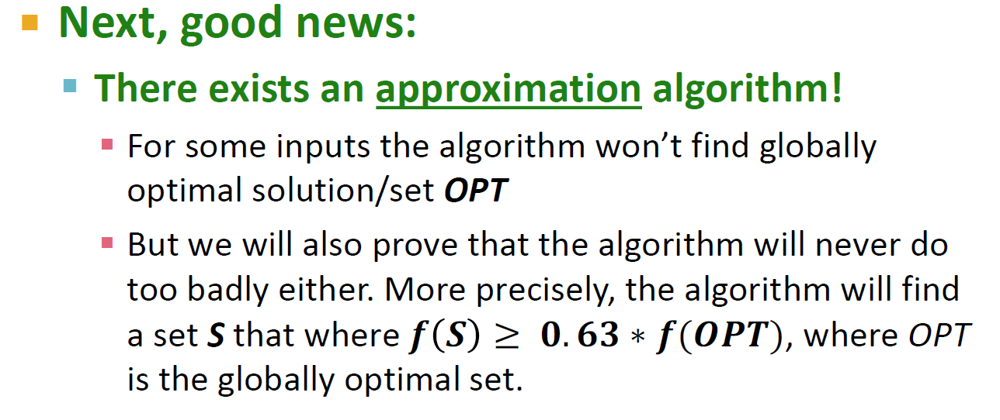 Next, good news:
There exists an approximation algorithm!
For some inputs the algorithm won’t find globally
optimal solution/set OPT
But we will also prove that the algorithm will never do
too badly either. More precisely, the algorithm will find
a set S that where f(S) ≥ 0.63 * f(OPT), where OPT
is the globally optimal set.